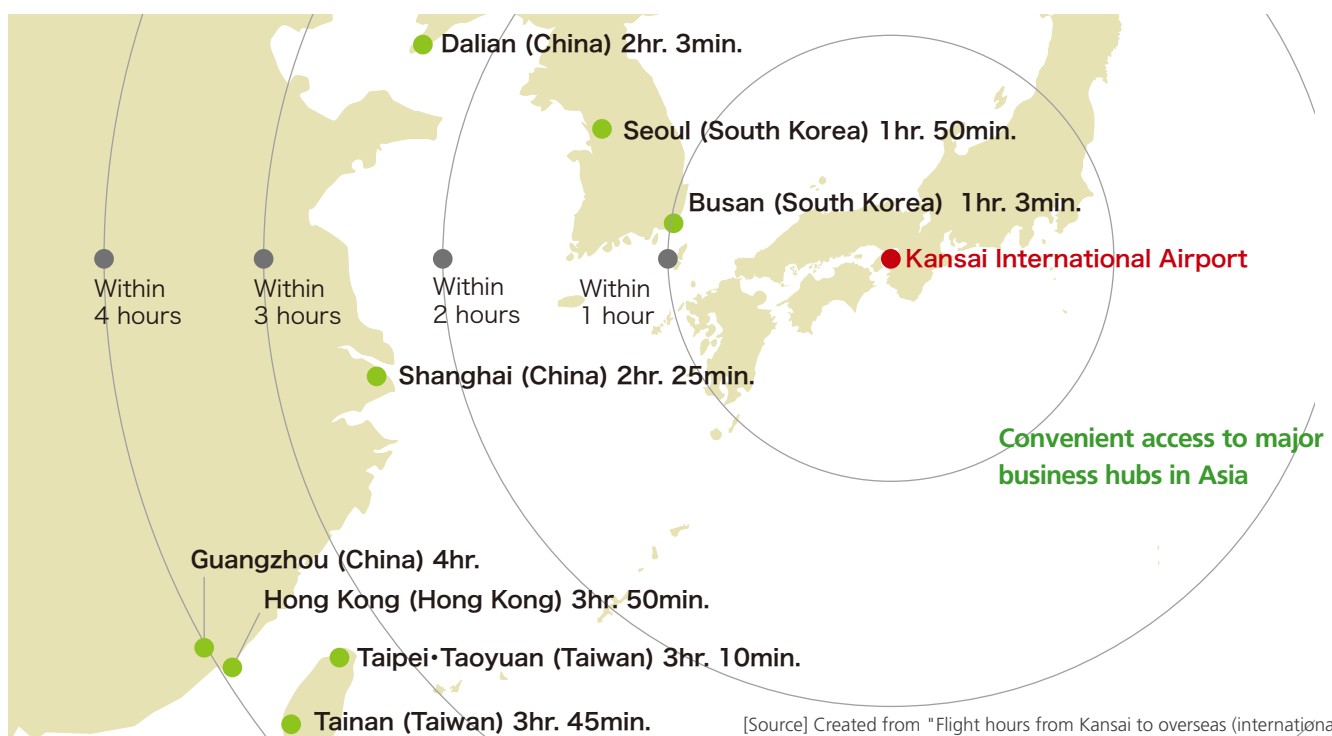 Dalian (China) 2hr. 3min.
Seoul (South Korea) 1hr. 50min.
Busan (South Korea) 1hr. 3min.
Kansai International Airport
Within
4 hours
Within
3 hours
Within
2 hours
Within
1 hour
Shanghai (China) 2hr. 25min.
Convenient access to major
business hubs in Asia
Guangzhou (China) 4hr.
Hong Kong (Hong Kong) 3hr. 50min.
Taipei・Taoyuan (Taiwan) 3hr. 10min.
Tainan (Taiwan) 3hr. 45min.
[Source] Created from "Flight hours from Kansai to overseas